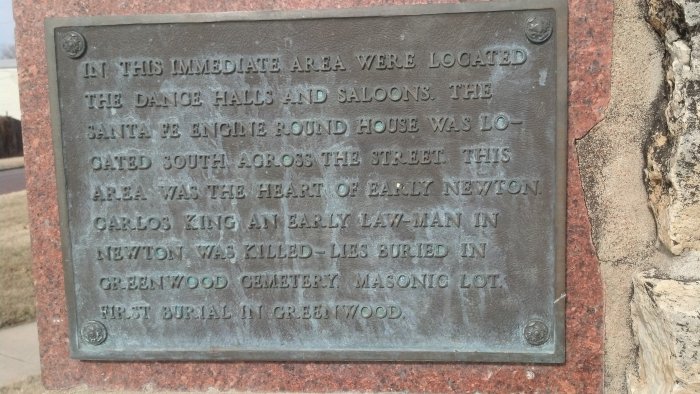 IN THIS IMMEDIATE AREA WERE LOCATED
THE DANCE HALLS AND SALOONS. THE
SANTA FE ENGINE ROUND HOUSE WAS LO-
CATED SOUTH ACROSS THE STREET. THIS
AREA WAS THE HEART OF EARLY NEWTON.
CARLOS KING AN EARLY LAW-MAN IN
NEWTON WAS KILLED-LIES BURIED IN
GREENWOOD CEMETERY, MASONIC LOT.
FIRST BURIAL IN GREENWOOD.